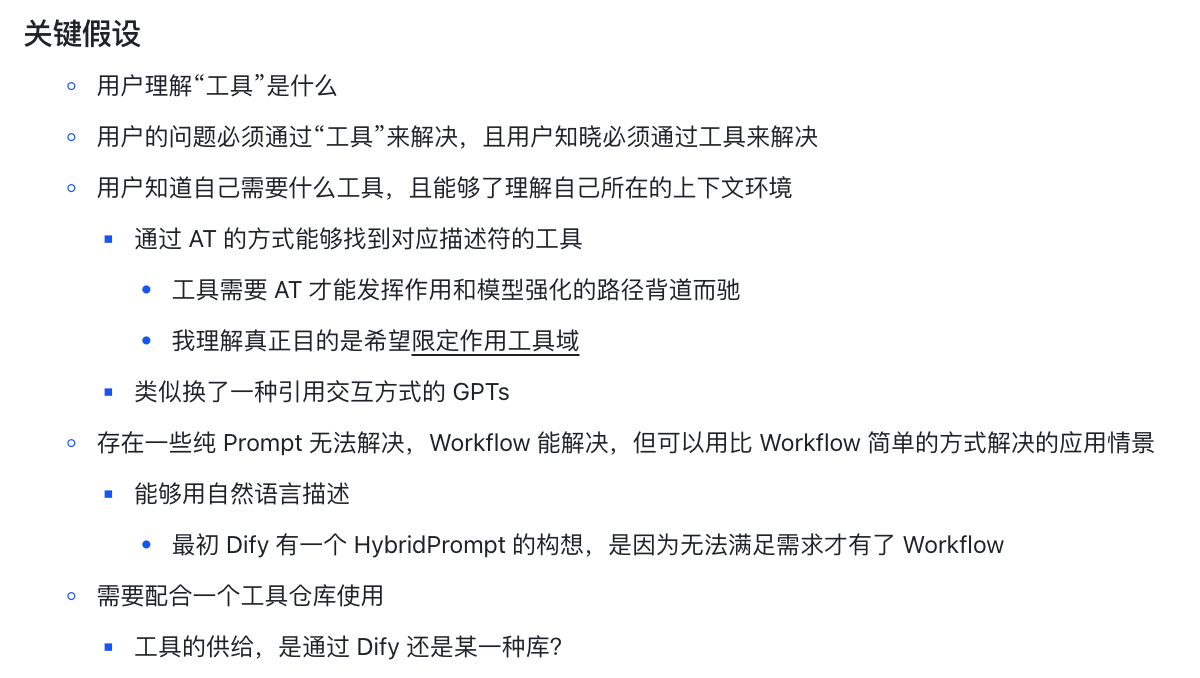 关键假设
用户理解“工具”是什么
用户的问题必须通过“工具”来解决，且用户知晓必须通过工具来解决
用户知道自己需要什么工具，且能够了理解自己所在的上下文环境
通过 AT 的方式能够找到对应描述符的工具
工具需要 AT 才能发挥作用和模型强化的路径背道而驰
我理解真正目的是希望限定作用工具域
类似换了一种引用交互方式的 GPTs
存在一些纯 Prompt 无法解决，Workflow 能解决，但可以用比 Workflow 简单的方式解决的应用情景
能够用自然语言描述
最初 Dify 有一个 HybridPrompt 的构想，是因为无法满足需求才有了 Workflow
需要配合一个工具仓库使用
工具的供给，是通过 Dify 还是某一种库？